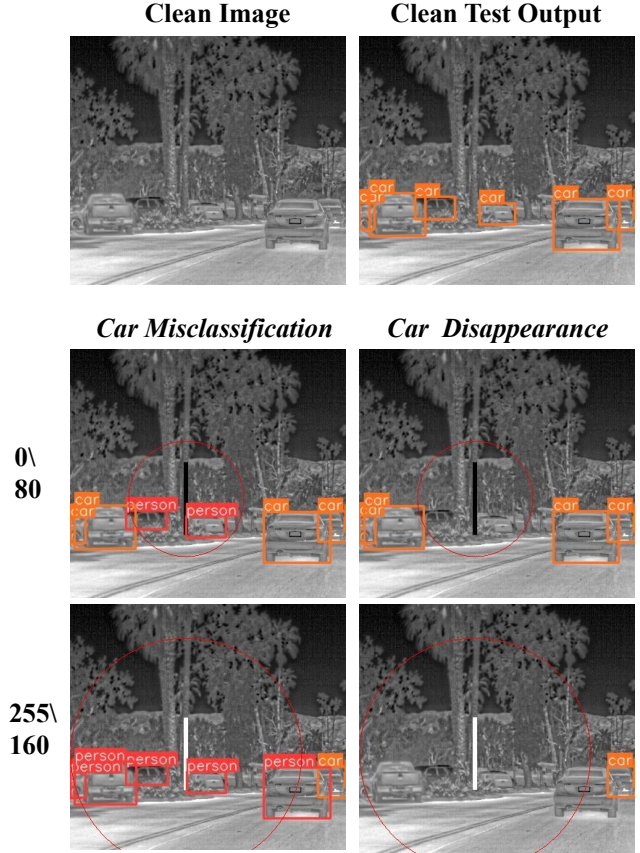 Clean Image Clean Test Output
car
car car car car car
Car Misclassification Car Disappearance
0\
80
car person person car car
car
car car car
car
255\
160
person person person person car
person